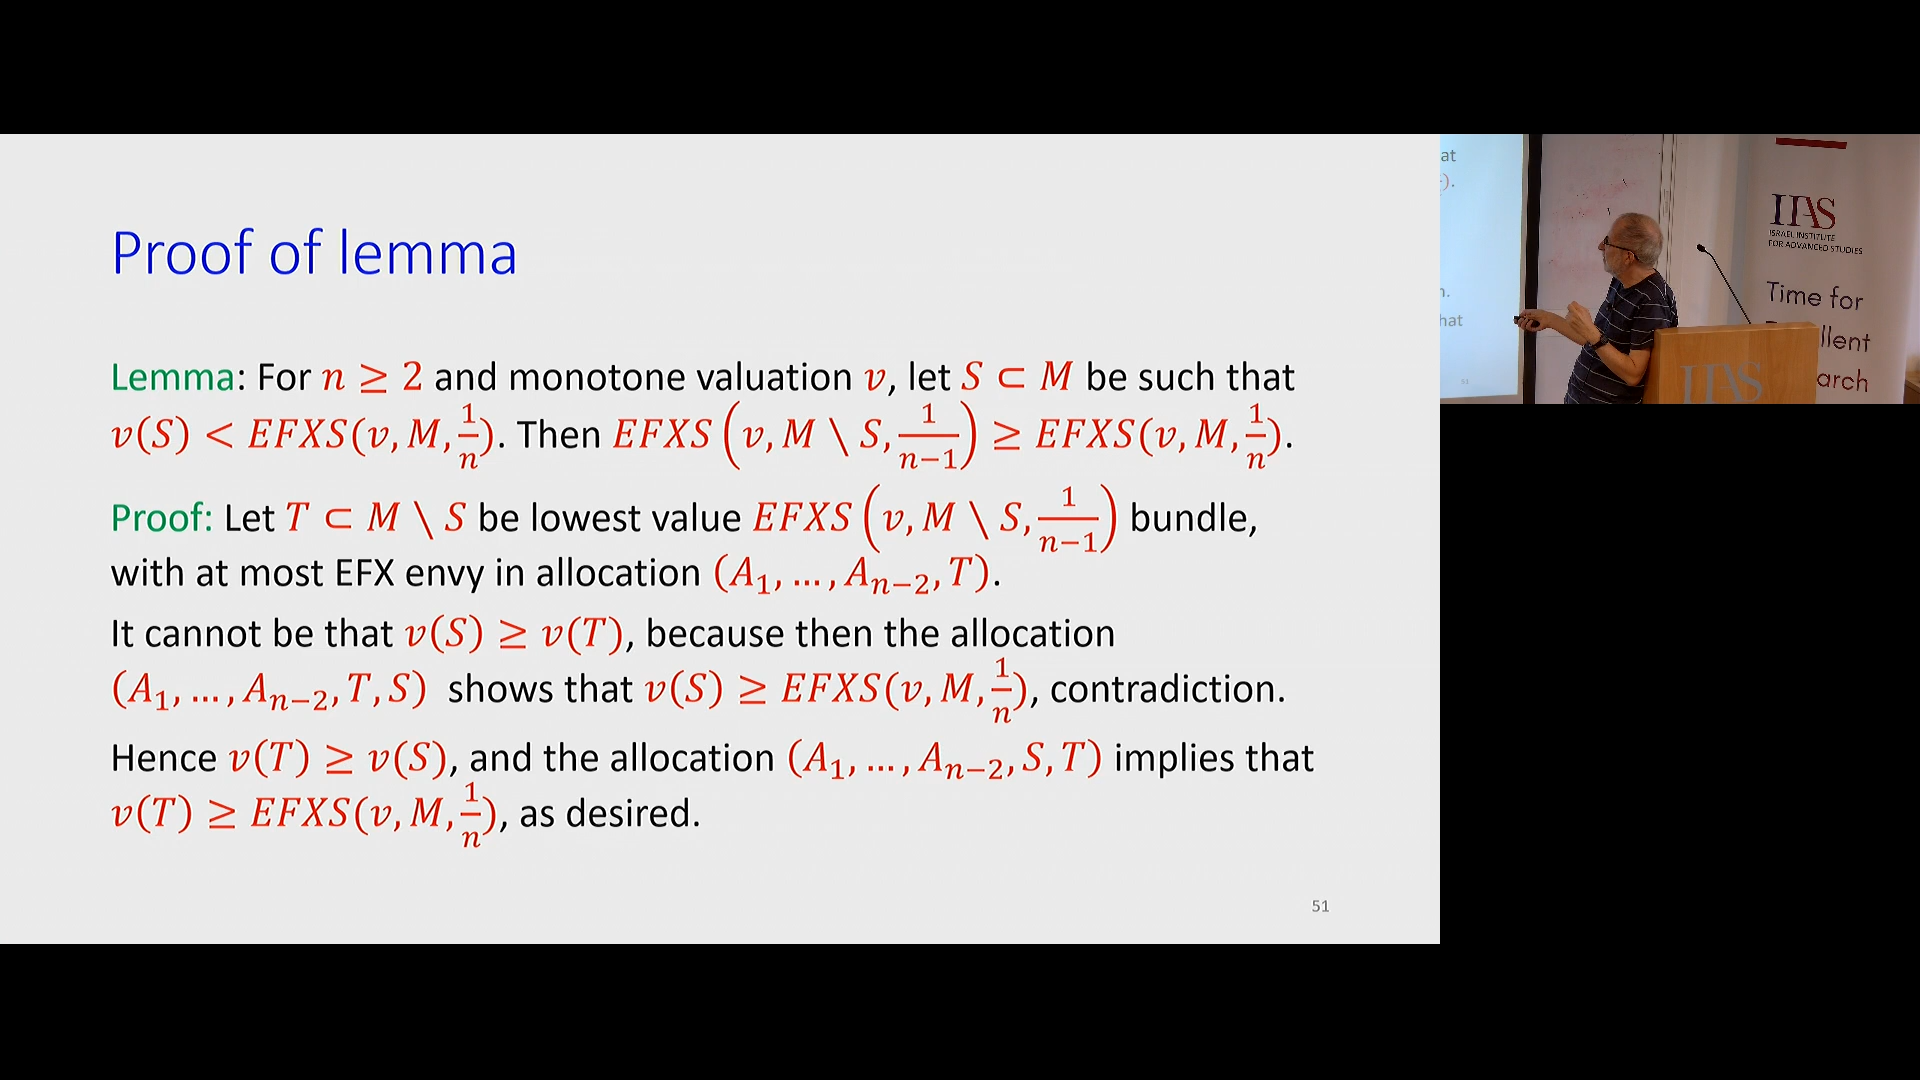 Proof of lemma
Lemma: For n ≥ 2 and monotone valuation v, let S ⊂ M be such that
v(S) < EFXS(v, M, 1/n). Then EFXS(v, M \ S, 1/(n−1)) ≥ EFXS(v, M, 1/n).
Proof: Let T ⊂ M \ S be lowest value EFXS(v, M \ S, 1/(n−1)) bundle,
with at most EFX envy in allocation (A₁, … , Aₙ₋₂, T).
It cannot be that v(S) ≥ v(T), because then the allocation
(A₁, … , Aₙ₋₂, T, S) shows that v(S) ≥ EFXS(v, M, 1/n), contradiction.
Hence v(T) ≥ v(S), and the allocation (A₁, … , Aₙ₋₂, S, T) implies that
v(T) ≥ EFXS(v, M, 1/n), as desired.
51
at
).
n.
hat
51
IIAS
ISRAEL INSTITUTE
FOR ADVANCED STUDIES
Time for
llent
arch
IIAS